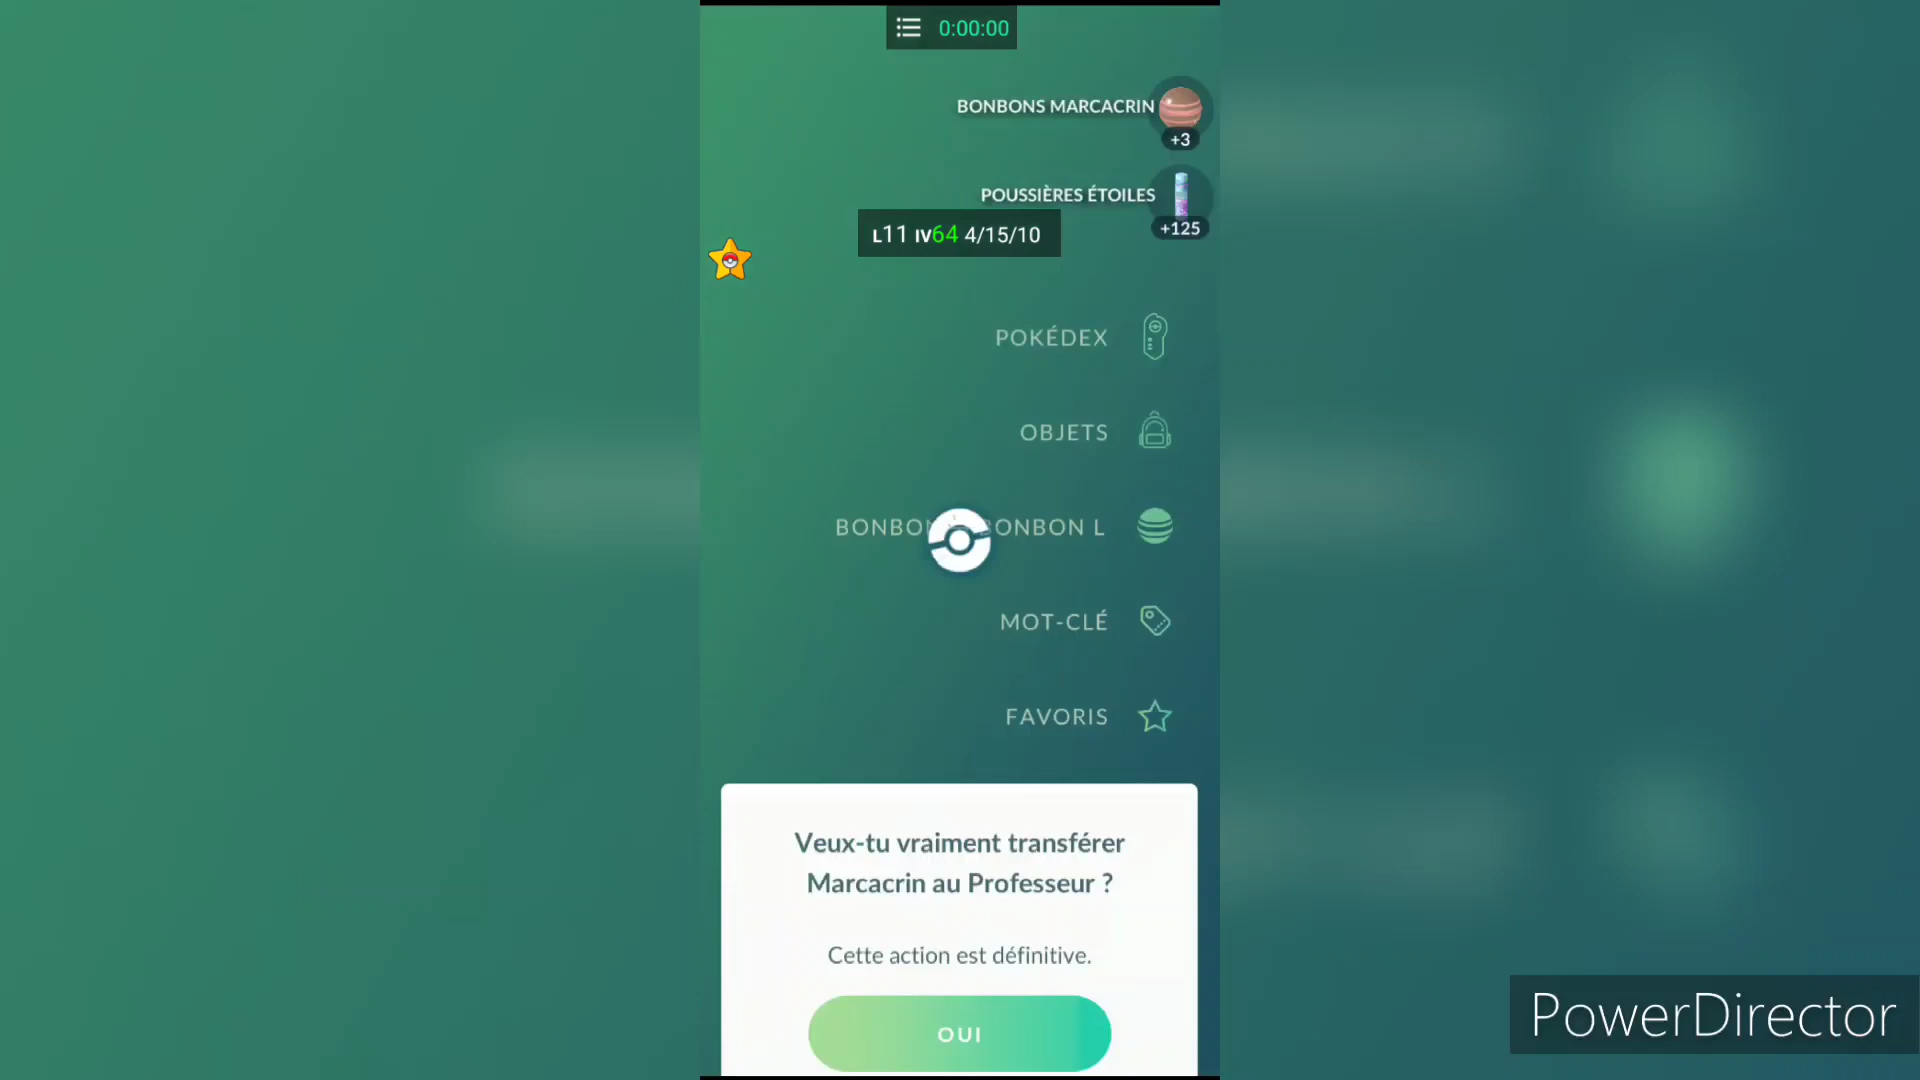 0:00:00
BONBONS MARCACRIN
+3
POUSSIÈRES ÉTOILES
+125
L11 IV64 4/15/10
POKÉDEX
OBJETS
BONBON L
MOT-CLÉ
FAVORIS
Veux-tu vraiment transférer
Marcacrin au Professeur ?
Cette action est définitive.
OUI
PowerDirector